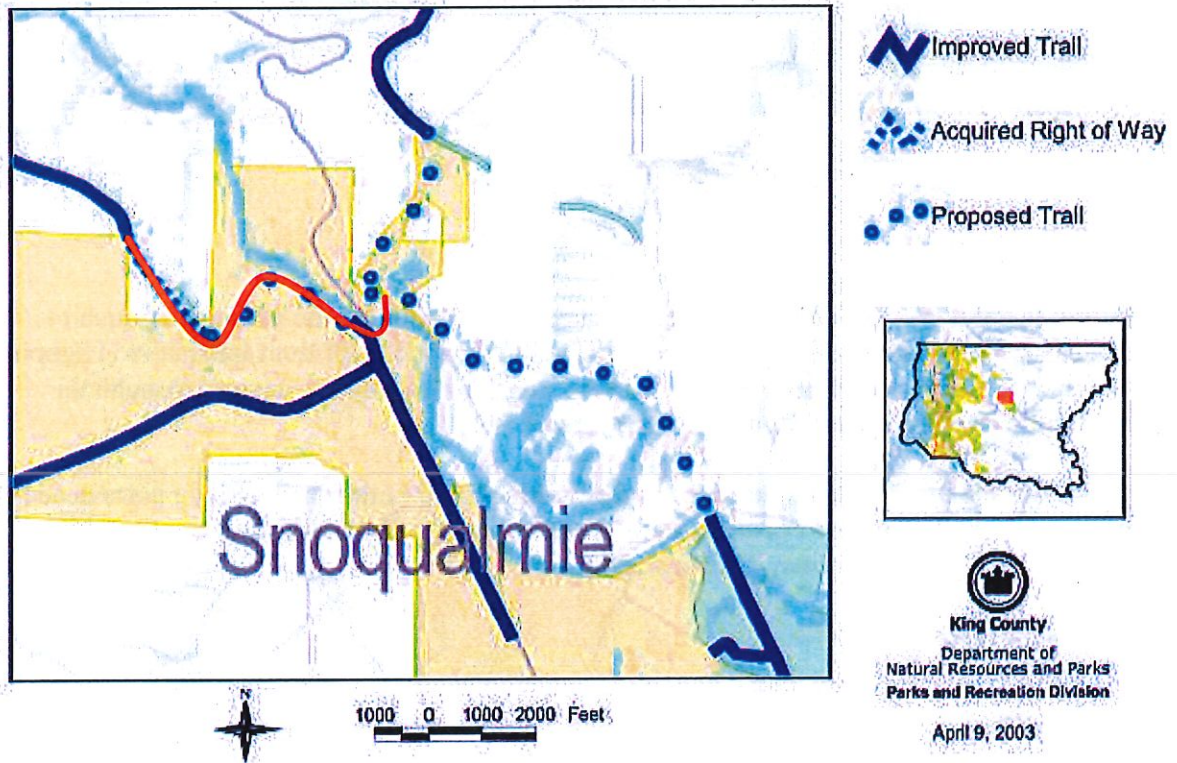 Improved Trail
Acquired Right of Way
Proposed Trail
Snoqualmie
King County
Department of
Natural Resources and Parks
Parks and Recreation Division
April 9, 2003
N
1000 0 1000 2000 Feet